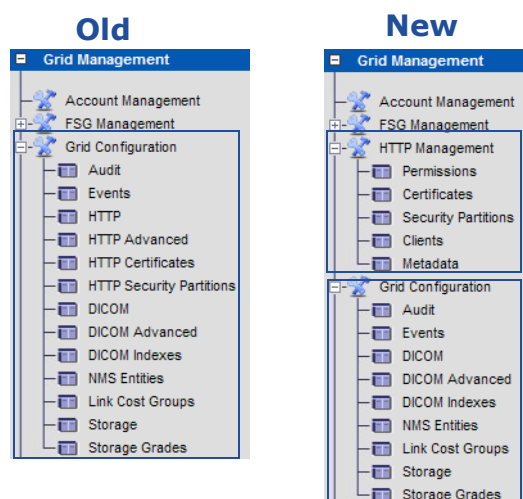 Old
Grid Management
Account Management
FSG Management
Grid Configuration
Audit
Events
HTTP
HTTP Advanced
HTTP Certificates
HTTP Security Partitions
DICOM
DICOM Advanced
DICOM Indexes
NMS Entities
Link Cost Groups
Storage
Storage Grades
New
Grid Management
Account Management
FSG Management
HTTP Management
Permissions
Certificates
Security Partitions
Clients
Metadata
Grid Configuration
Audit
Events
DICOM
DICOM Advanced
DICOM Indexes
NMS Entities
Link Cost Groups
Storage
Storage Grades